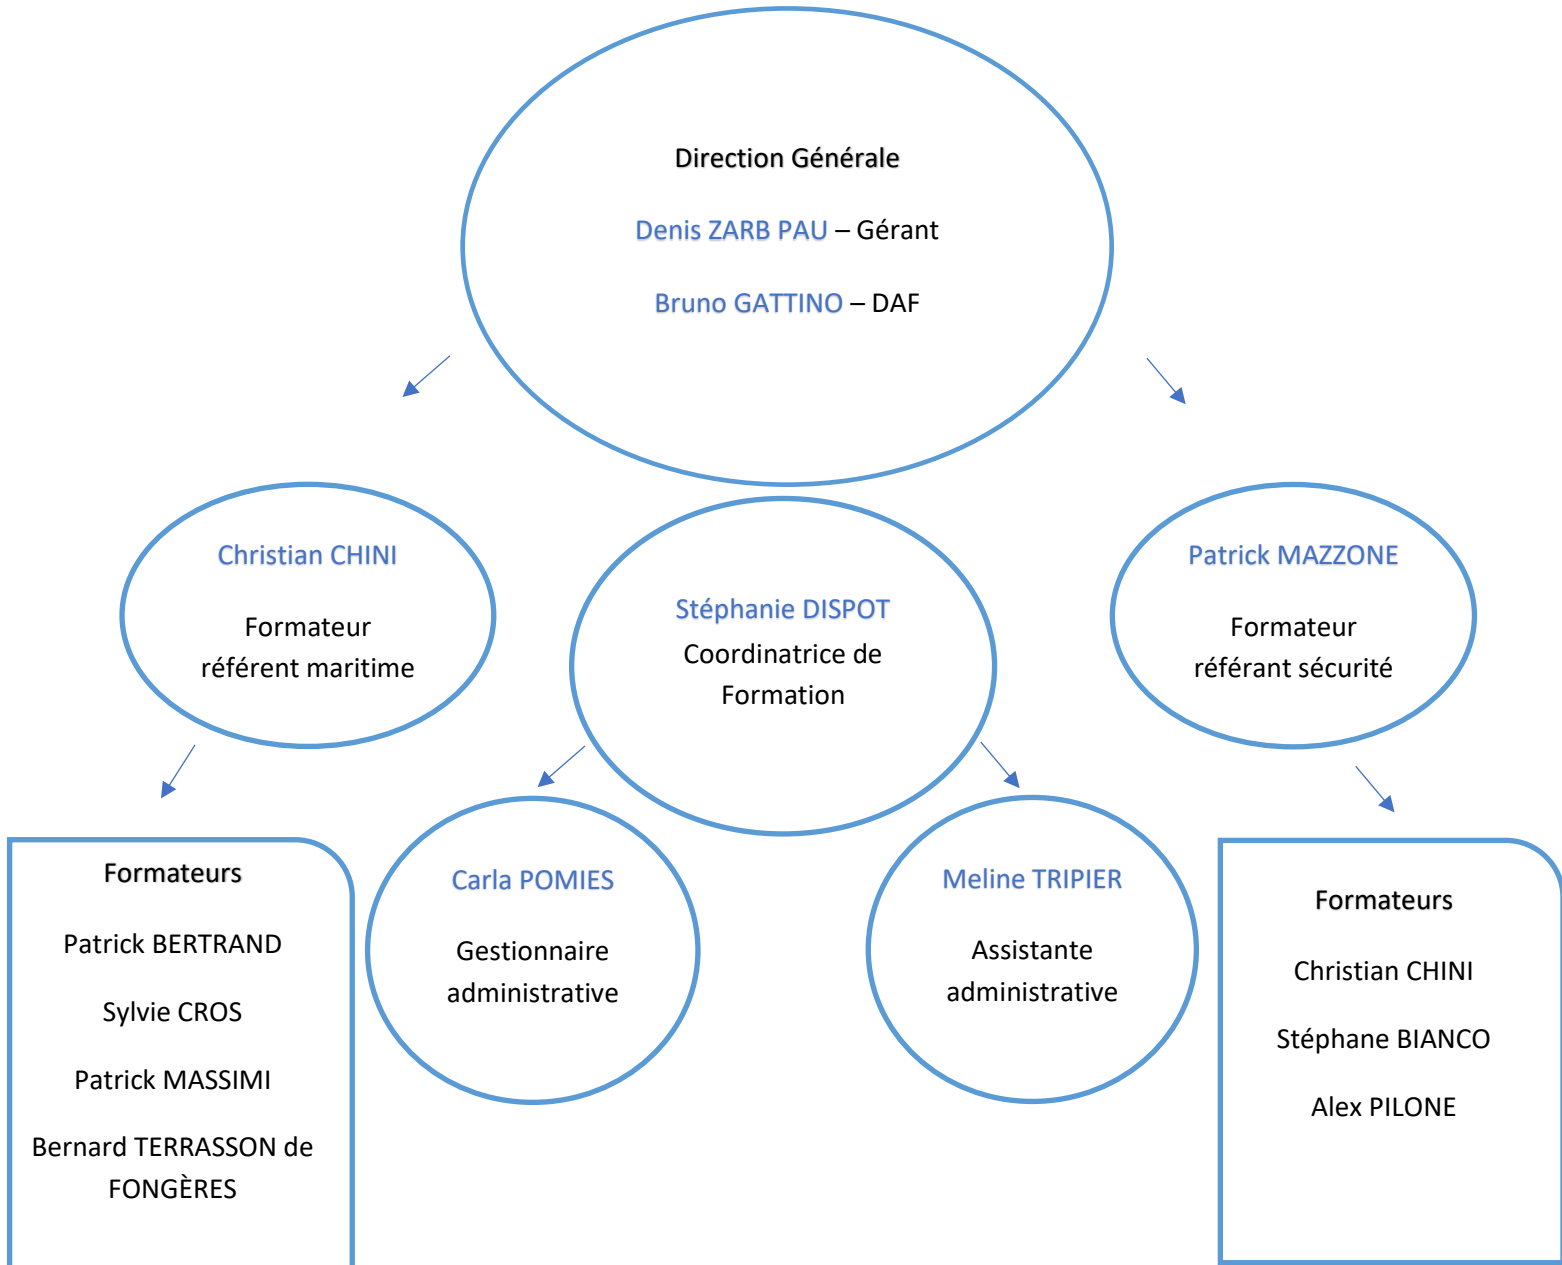 Direction Générale
Denis ZARB PAU – Gérant
Bruno GATTINO – DAF
Christian CHINI
Formateur
référent maritime
Stéphanie DISPOT
Coordinatrice de
Formation
Patrick MAZZONE
Formateur
référant sécurité
Formateurs
Patrick BERTRAND
Sylvie CROS
Patrick MASSIMI
Bernard TERRASSON de
FONGÈRES
Carla POMIES
Gestionnaire
administrative
Meline TRIPIER
Assistante
administrative
Formateurs
Christian CHINI
Stéphane BIANCO
Alex PILONE